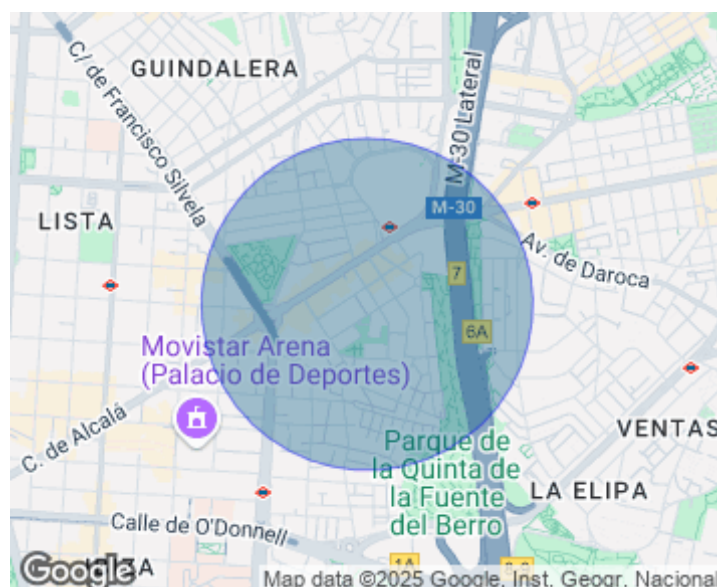 GUINDALERA
C/ de Francisco Silvela
M-30 Lateral
LISTA
M-30
Av. de Daroca
7
6A
Movistar Arena
(Palacio de Deportes)
C. de Alcalá
VENTAS
Parque de
la Quinta de
la Fuente
del Berro
LA ELIPA
Calle de O'Donnell
1A
Google
Map data ©2025 Google, Inst. Geogr. Nacional